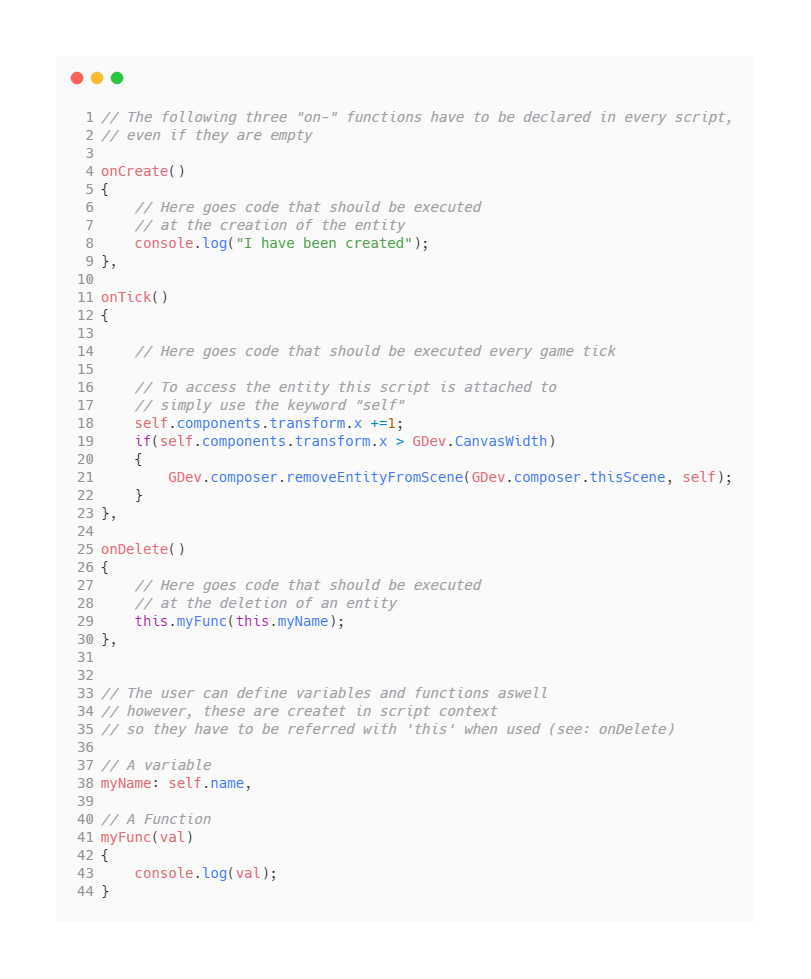 1 // The following three "on-" functions have to be declared in every script,
2 // even if they are empty
3
4 onCreate()
5 {
6     // Here goes code that should be executed
7     // at the creation of the entity
8     console.log("I have been created");
9 },
10
11 onTick()
12 {
13
14     // Here goes code that should be executed every game tick
15
16     // To access the entity this script is attached to
17     // simply use the keyword "self"
18     self.components.transform.x +=1;
19     if(self.components.transform.x > GDev.CanvasWidth)
20     {
21         GDev.composer.removeEntityFromScene(GDev.composer.thisScene, self);
22     }
23 },
24
25 onDelete()
26 {
27     // Here goes code that should be executed
28     // at the deletion of an entity
29     this.myFunc(this.myName);
30 },
31
32
33 // The user can define variables and functions aswell
34 // however, these are createt in script context
35 // so they have to be referred with 'this' when used (see: onDelete)
36
37 // A variable
38 myName: self.name,
39
40 // A Function
41 myFunc(val)
42 {
43     console.log(val);
44 }